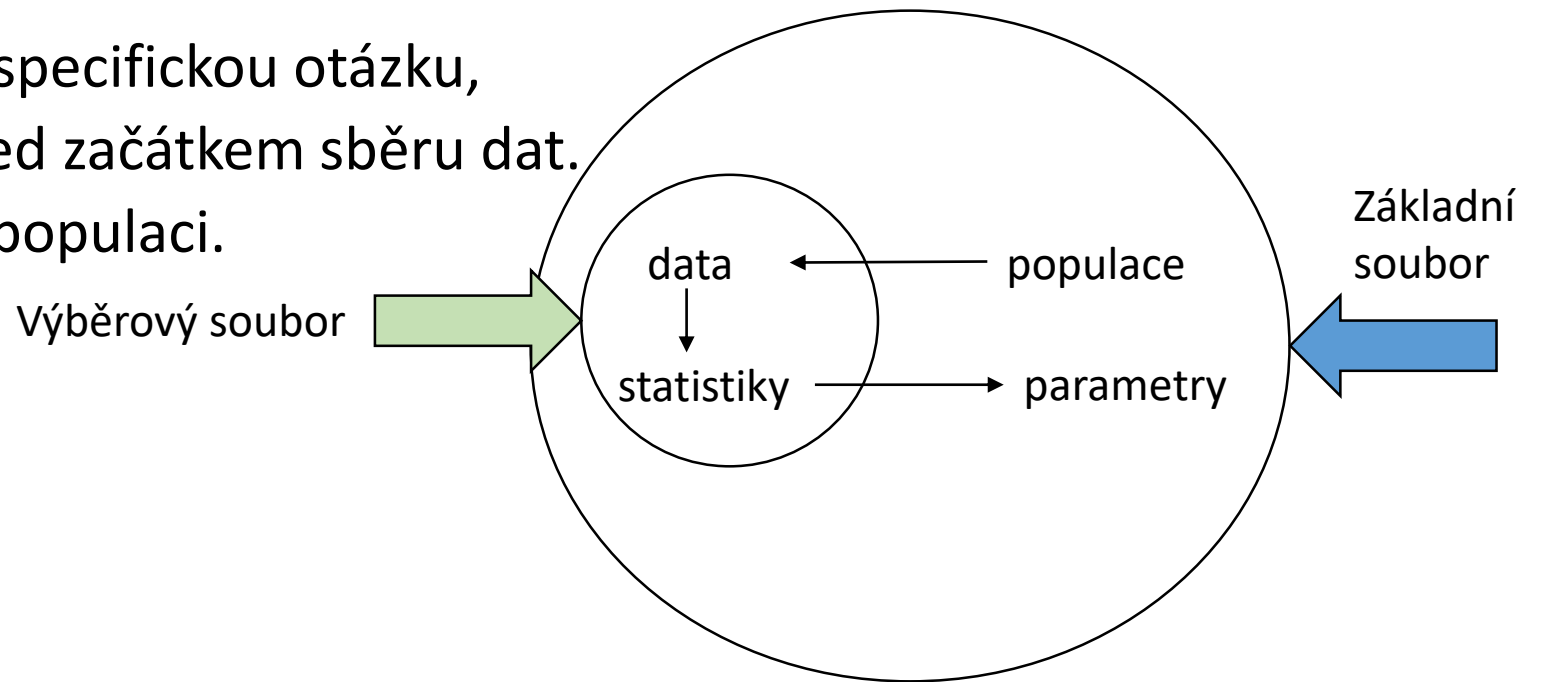 specifickou otázku,
ed začátkem sběru dat.
populaci.
Výběrový soubor
data
populace
statistiky
parametry
Základní
soubor